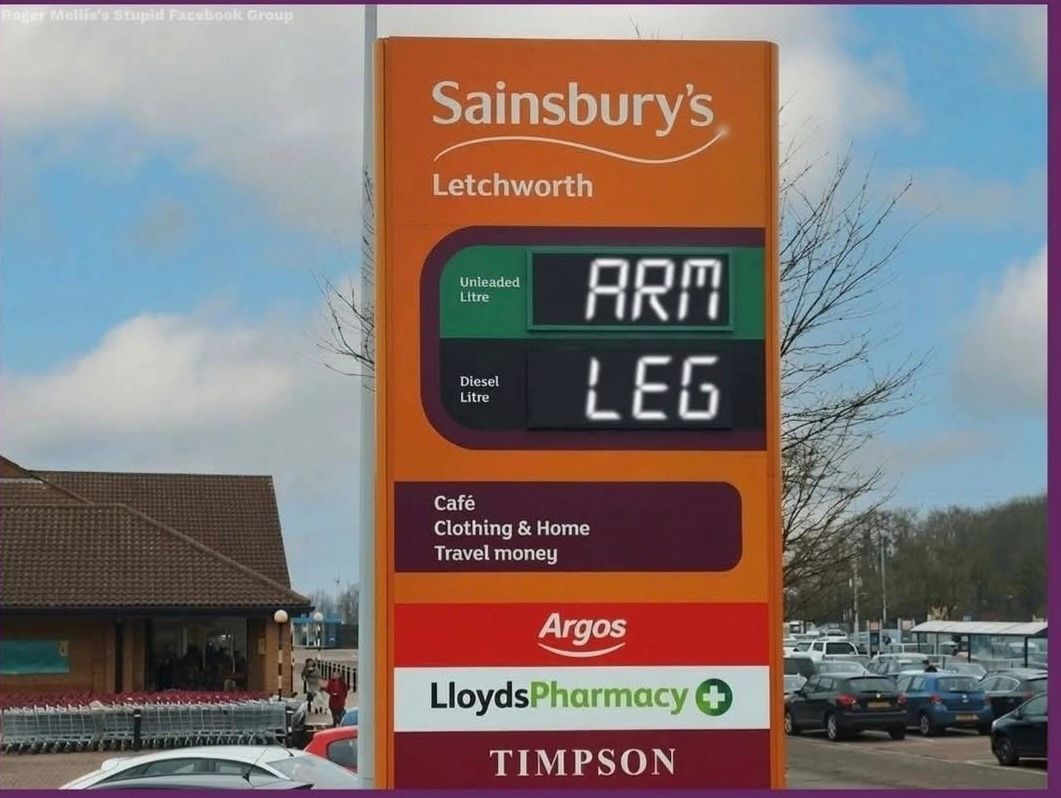 Roger Mellie's Stupid Facebook Group
Sainsbury's
Letchworth
Unleaded
Litre
ARM
Diesel
Litre
LEG
Café
Clothing & Home
Travel money
Argos
LloydsPharmacy
TIMPSON